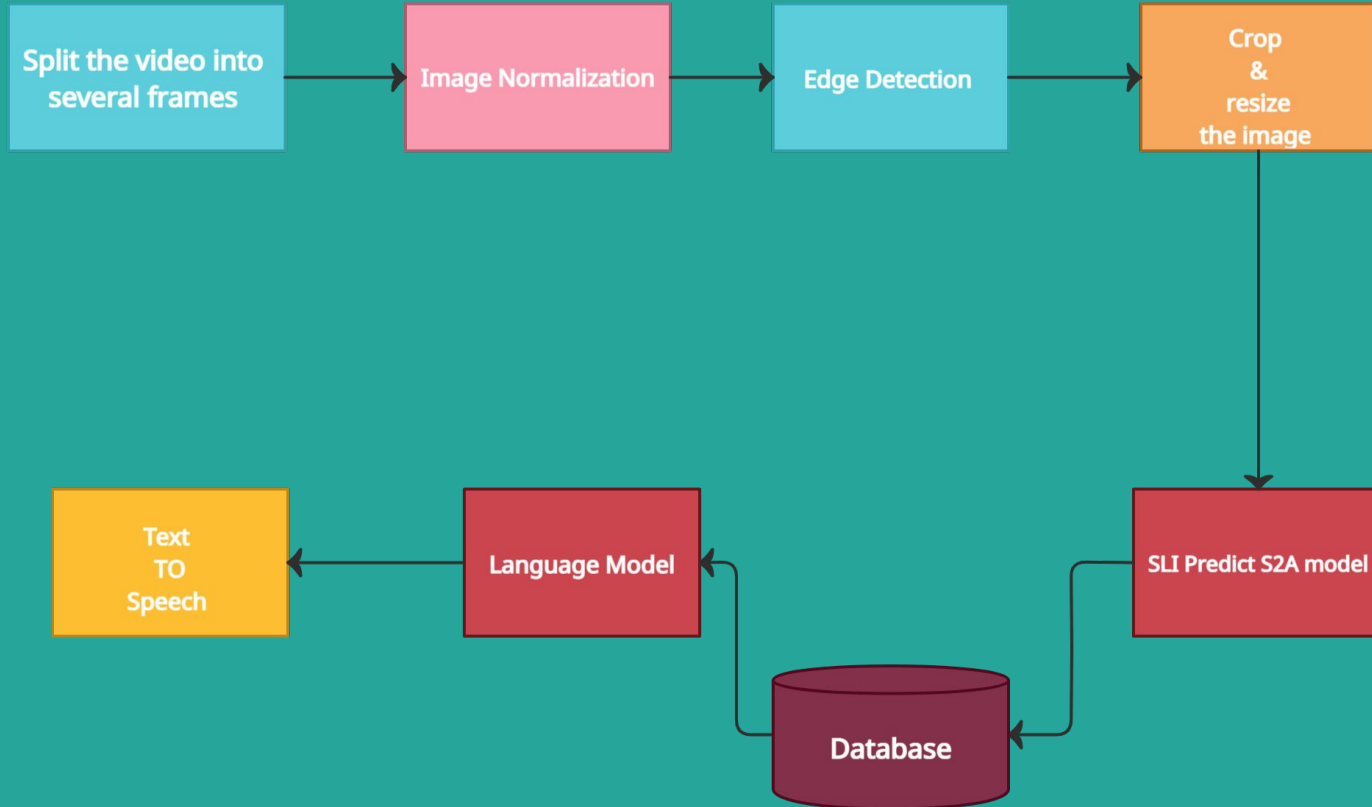 Split the video into
several frames
Image Normalization
Edge Detection
Crop
&
resize
the image
SLI Predict S2A model
Database
Language Model
Text
TO
Speech